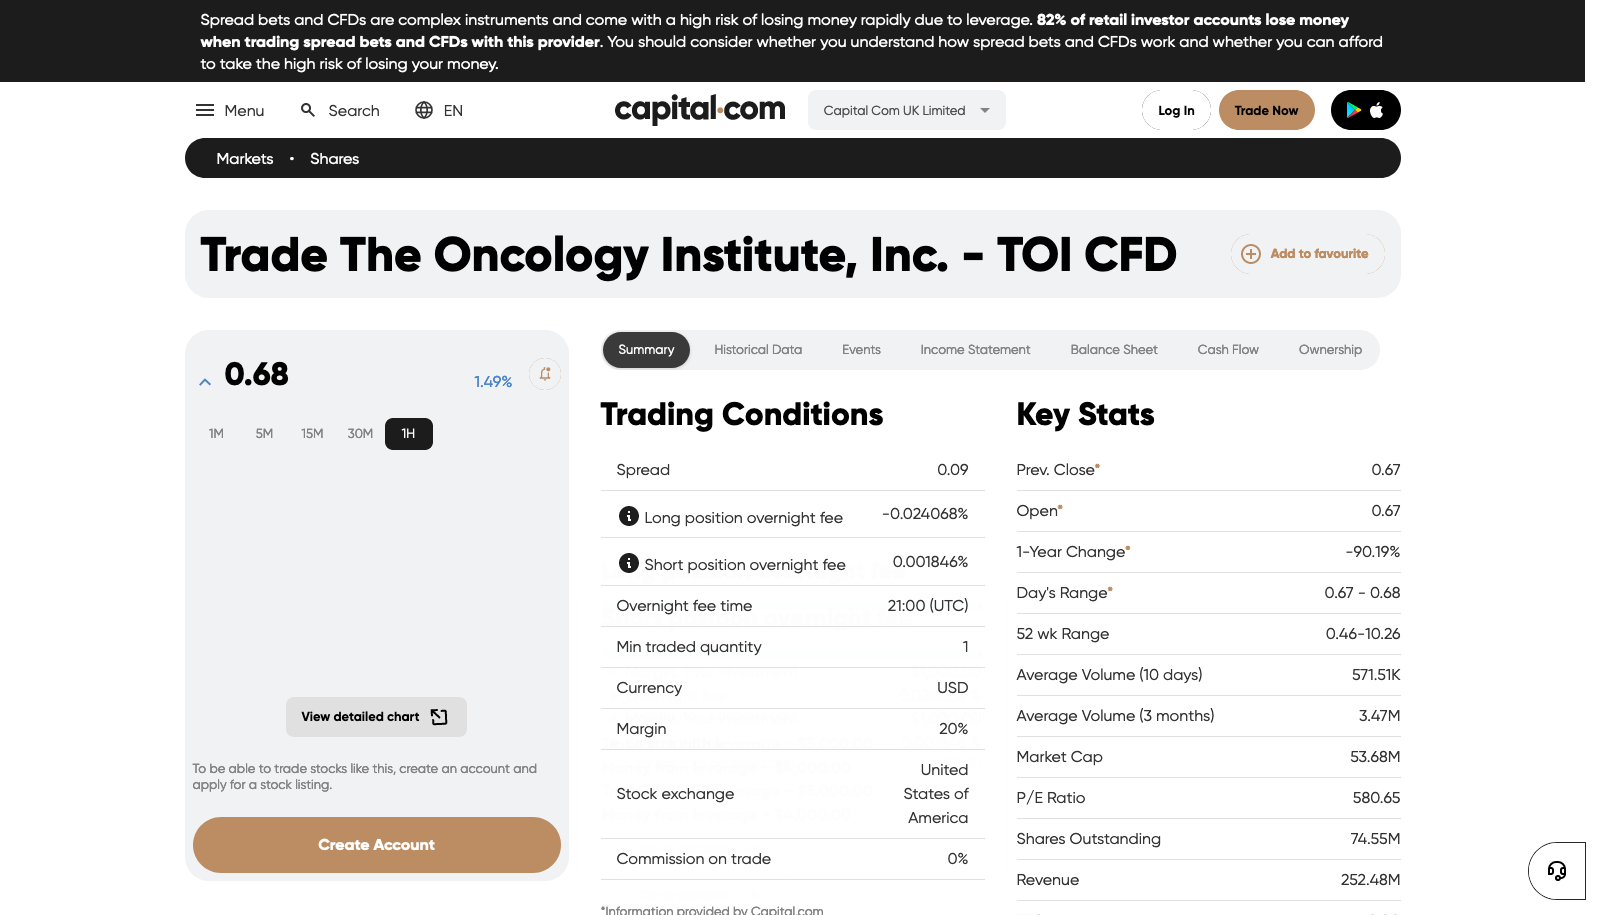 Spread bets and CFDs are complex instruments and come with a high risk of losing money rapidly due to leverage. 82% of retail investor accounts lose money
when trading spread bets and CFDs with this provider. You should consider whether you understand how spread bets and CFDs work and whether you can afford
to take the high risk of losing your money.
Menu
Search
EN
capital.com
Capital Com UK Limited
Log In
Trade Now
Markets • Shares
Trade The Oncology Institute, Inc. - TOI CFD
Add to favourite
0.68
1.49%
1M 5M 15M 30M 1H
View detailed chart
To be able to trade stocks like this, create an account and
apply for a stock listing.
Create Account
Summary Historical Data Events Income Statement Balance Sheet Cash Flow Ownership
Trading Conditions
Spread 0.09
Long position overnight fee -0.024068%
Short position overnight fee 0.001846%
Overnight fee time 21:00 (UTC)
Min traded quantity 1
Currency USD
Margin 20%
Stock exchange United
States of
America
Commission on trade 0%
*Information provided by Capital.com
Key Stats
Prev. Close* 0.67
Open* 0.67
1-Year Change* -90.19%
Day's Range* 0.67 - 0.68
52 wk Range 0.46-10.26
Average Volume (10 days) 571.51K
Average Volume (3 months) 3.47M
Market Cap 53.68M
P/E Ratio 580.65
Shares Outstanding 74.55M
Revenue 252.48M